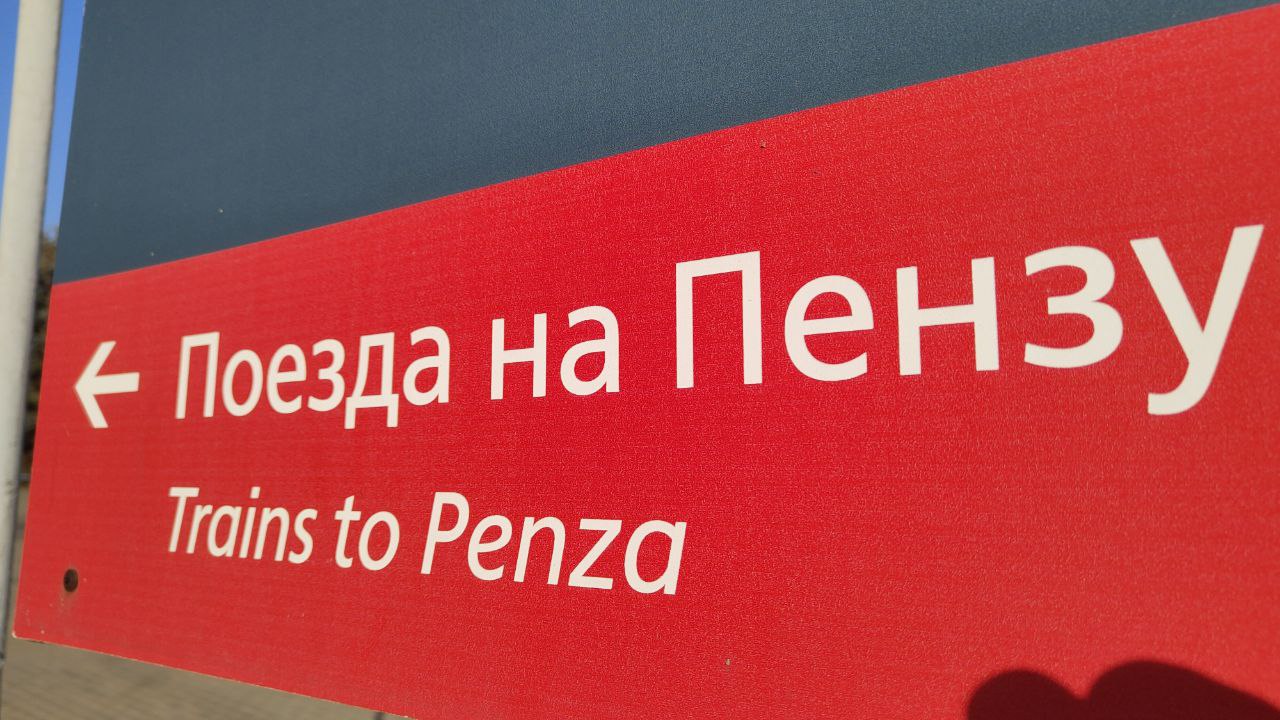 ← Поезда на Пензу
Trains to Penza